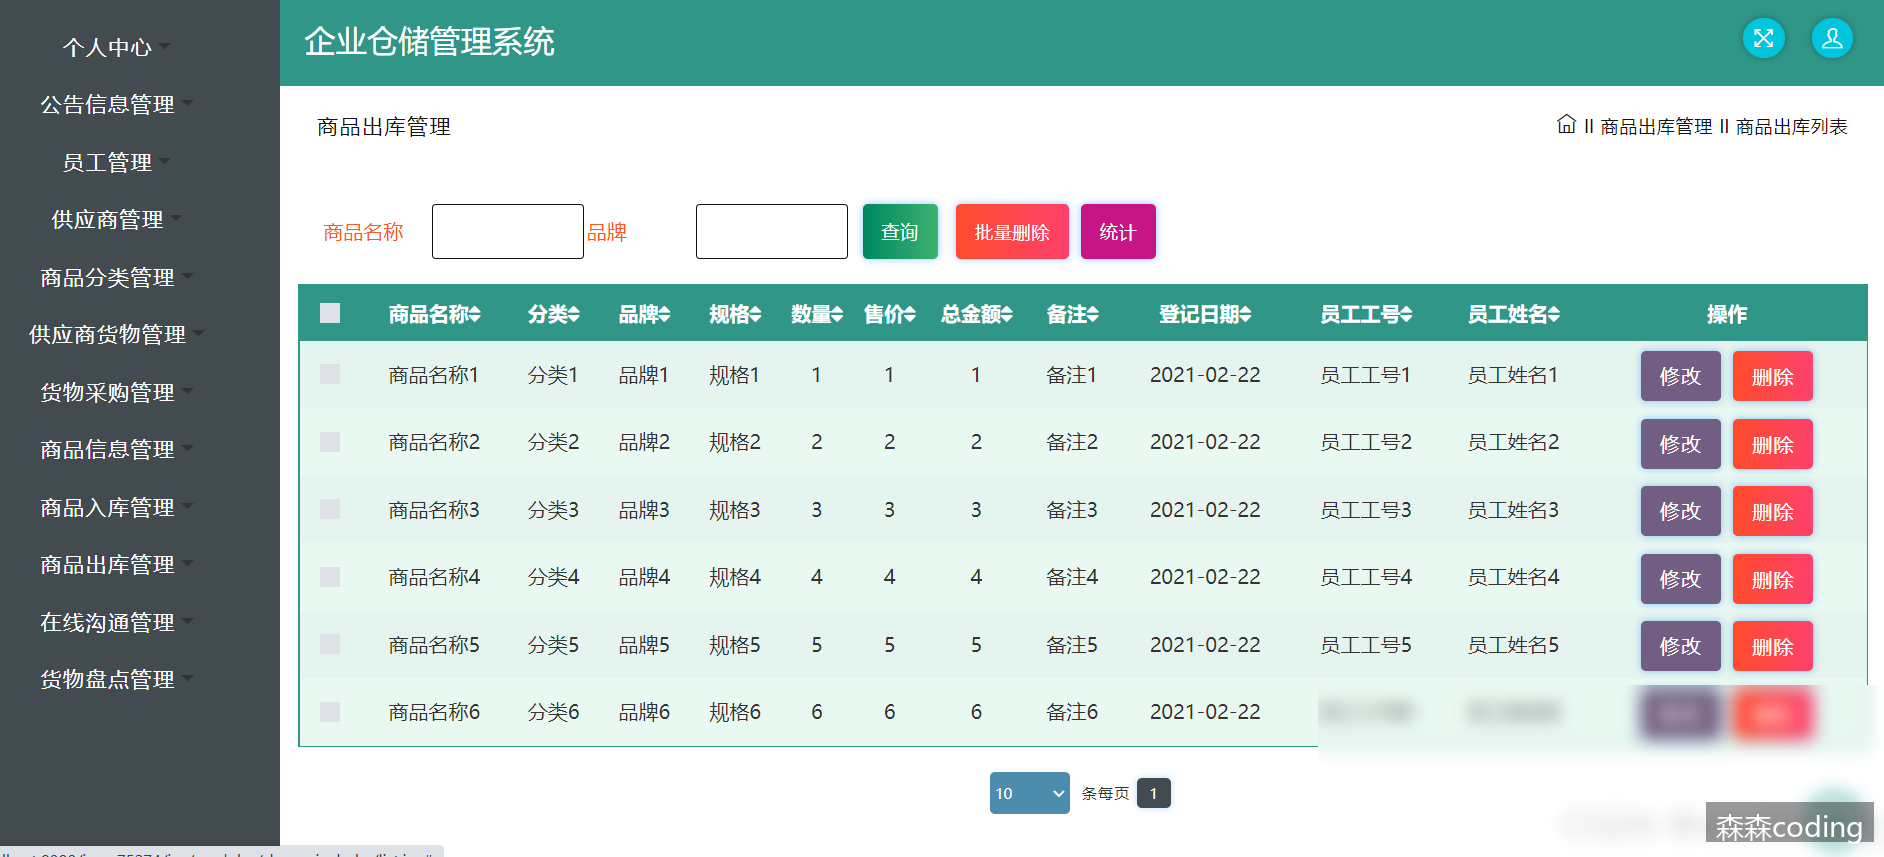 企业仓储管理系统
个人中心
公告信息管理
员工管理
供应商管理
商品分类管理
供应商货物管理
货物采购管理
商品信息管理
商品入库管理
商品出库管理
在线沟通管理
货物盘点管理
商品出库管理
II 商品出库管理 II 商品出库列表
商品名称 品牌 查询 批量删除 统计
商品名称 分类 品牌 规格 数量 售价 总金额 备注 登记日期 员工工号 员工姓名 操作
商品名称1 分类1 品牌1 规格1 1 1 1 备注1 2021-02-22 员工工号1 员工姓名1 修改 删除
商品名称2 分类2 品牌2 规格2 2 2 2 备注2 2021-02-22 员工工号2 员工姓名2 修改 删除
商品名称3 分类3 品牌3 规格3 3 3 3 备注3 2021-02-22 员工工号3 员工姓名3 修改 删除
商品名称4 分类4 品牌4 规格4 4 4 4 备注4 2021-02-22 员工工号4 员工姓名4 修改 删除
商品名称5 分类5 品牌5 规格5 5 5 5 备注5 2021-02-22 员工工号5 员工姓名5 修改 删除
商品名称6 分类6 品牌6 规格6 6 6 6 备注6 2021-02-22
10 条每页 1
森森coding